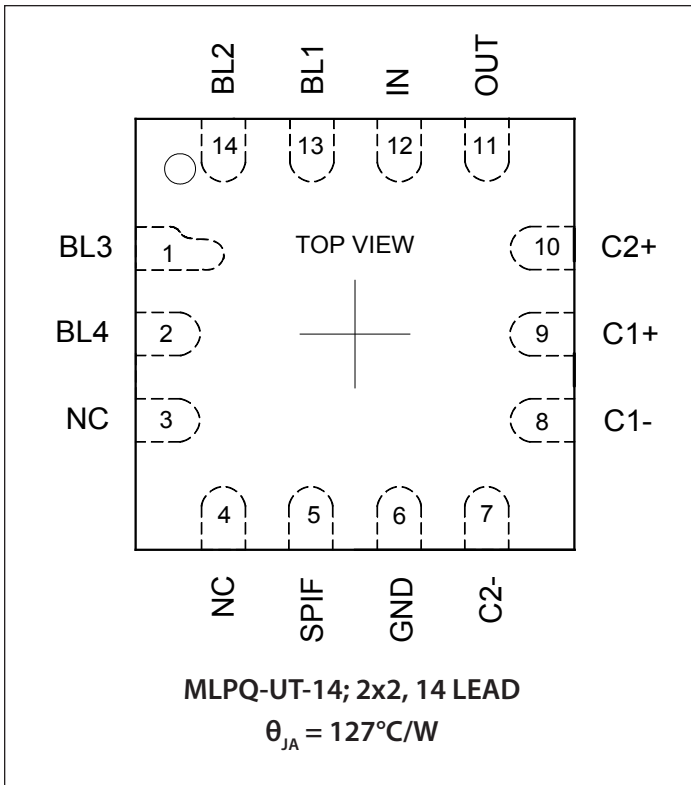 BL2 BL1 IN OUT
14 13 12 11
BL3 1 TOP VIEW 10 C2+
BL4 2 9 C1+
NC 3 8 C1-
4 5 6 7
NC SPIF GND C2-
MLPQ-UT-14; 2x2, 14 LEAD
θJA = 127°C/W